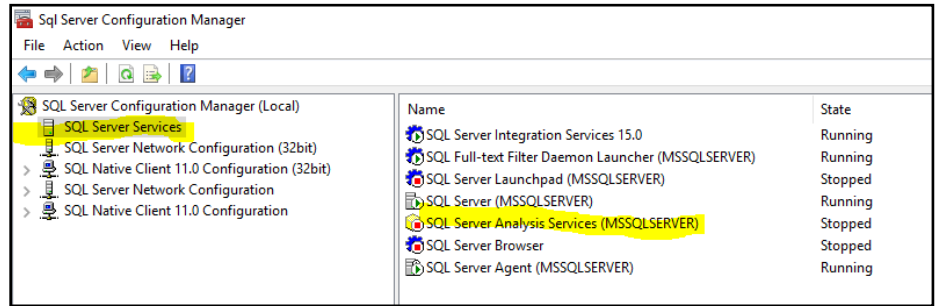 Sql Server Configuration Manager
File Action View Help
SQL Server Configuration Manager (Local)
SQL Server Services
SQL Server Network Configuration (32bit)
SQL Native Client 11.0 Configuration (32bit)
SQL Server Network Configuration
SQL Native Client 11.0 Configuration
Name State
SQL Server Integration Services 15.0 Running
SQL Full-text Filter Daemon Launcher (MSSQLSERVER) Running
SQL Server Launchpad (MSSQLSERVER) Stopped
SQL Server (MSSQLSERVER) Running
SQL Server Analysis Services (MSSQLSERVER) Stopped
SQL Server Browser Stopped
SQL Server Agent (MSSQLSERVER) Running